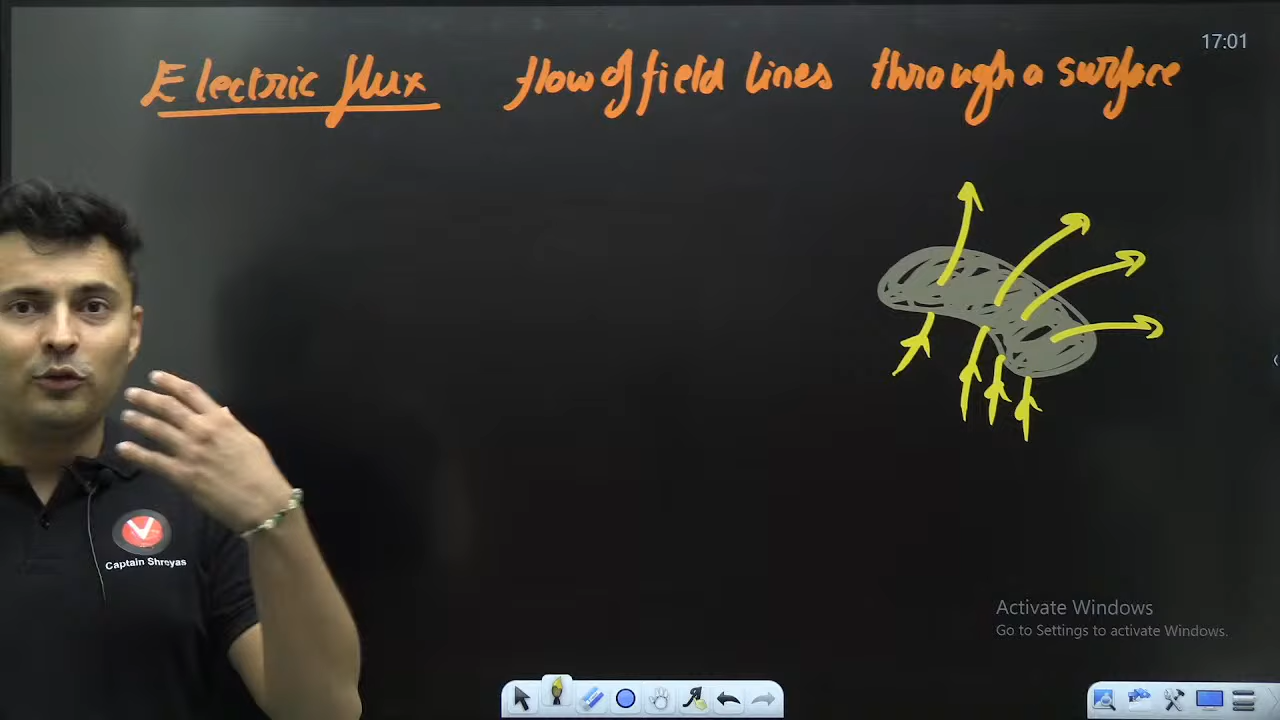 17:01
Electric flux flow of field lines through a surface
V
Captain Shreyas
Activate Windows
Go to Settings to activate Windows.